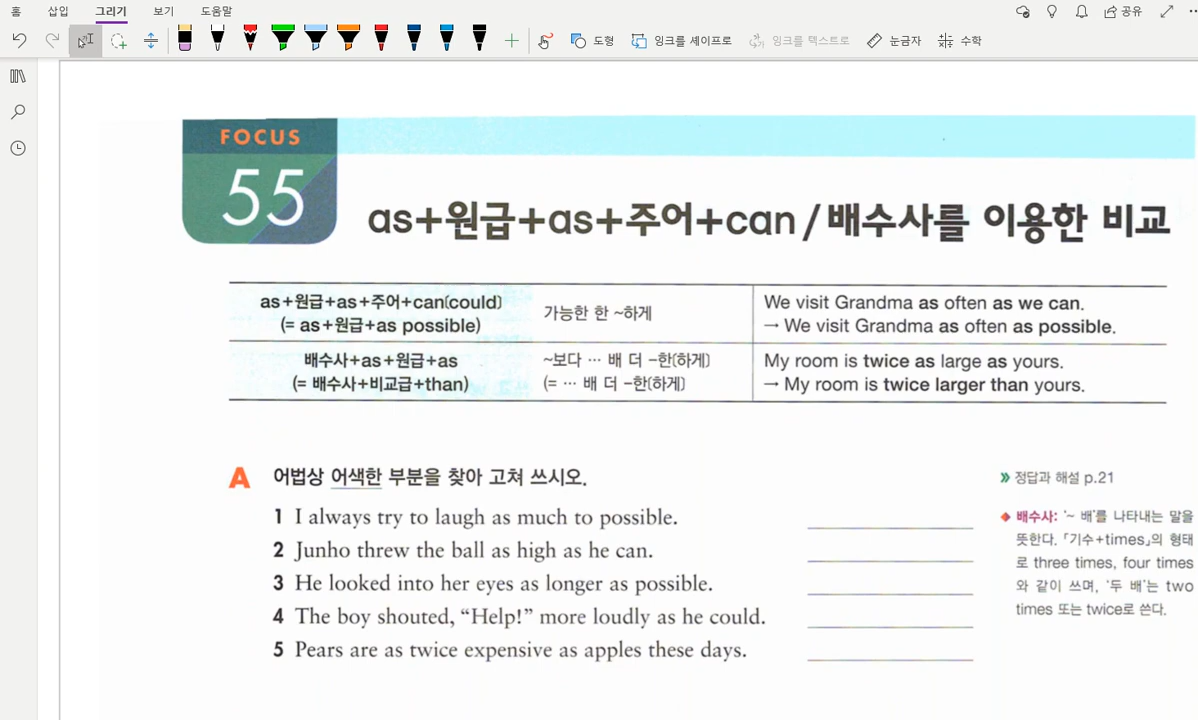 홈 삽입 그리기 보기 도움말 공유
도형 잉크를 셰이프로 잉크를 텍스트로 눈금자 수학
FOCUS
55
as+원급+as+주어+can/배수사를 이용한 비교
as+원급+as+주어+can(could) 가능한 한 ~하게 We visit Grandma as often as we can.
(= as+원급+as possible) → We visit Grandma as often as possible.
배수사+as+원급+as ~보다 … 배 더 –한(하게) My room is twice as large as yours.
(= 배수사+비교급+than) (= … 배 더 –한(하게) → My room is twice larger than yours.
A 어법상 어색한 부분을 찾아 고쳐 쓰시오.
1 I always try to laugh as much to possible.
2 Junho threw the ball as high as he can.
3 He looked into her eyes as longer as possible.
4 The boy shouted, “Help!” more loudly as he could.
5 Pears are as twice expensive as apples these days.
» 정답과 해설 p.21
◆ 배수사: '~ 배'를 나타내는 말을
뜻한다. 「기수+times」의 형태
로 three times, four times
와 같이 쓰며, '두 배'는 two
times 또는 twice로 쓴다.